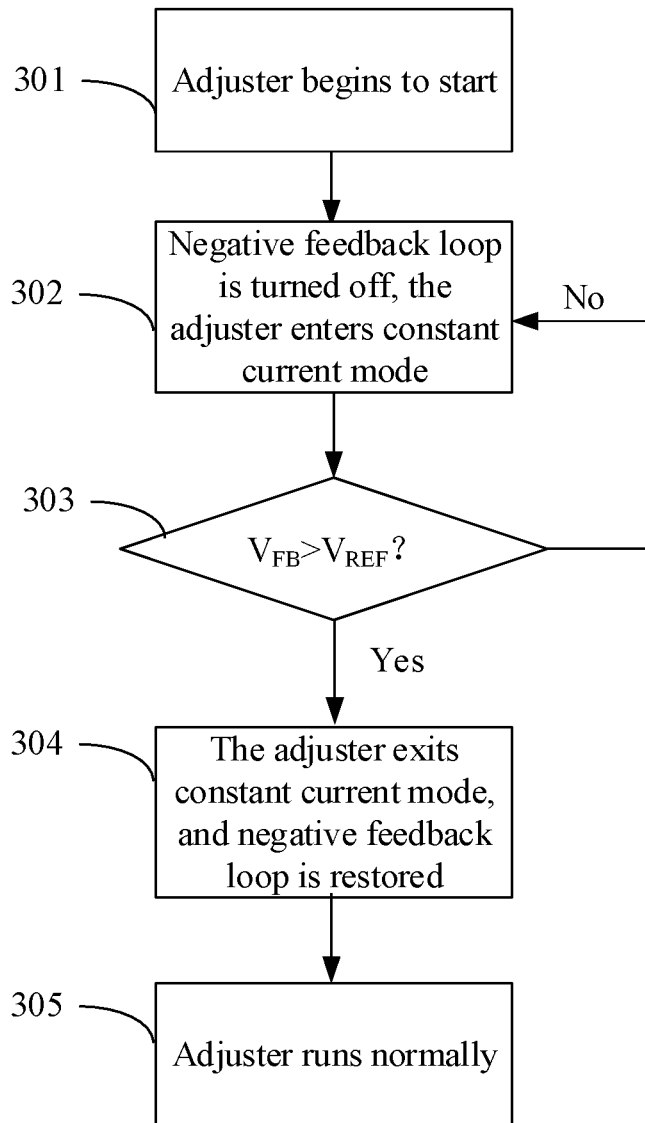 301
Adjuster begins to start
302
Negative feedback loop
is turned off, the
adjuster enters constant
current mode
No
303
VFB>VREF?
Yes
304
The adjuster exits
constant current mode,
and negative feedback
loop is restored
305
Adjuster runs normally